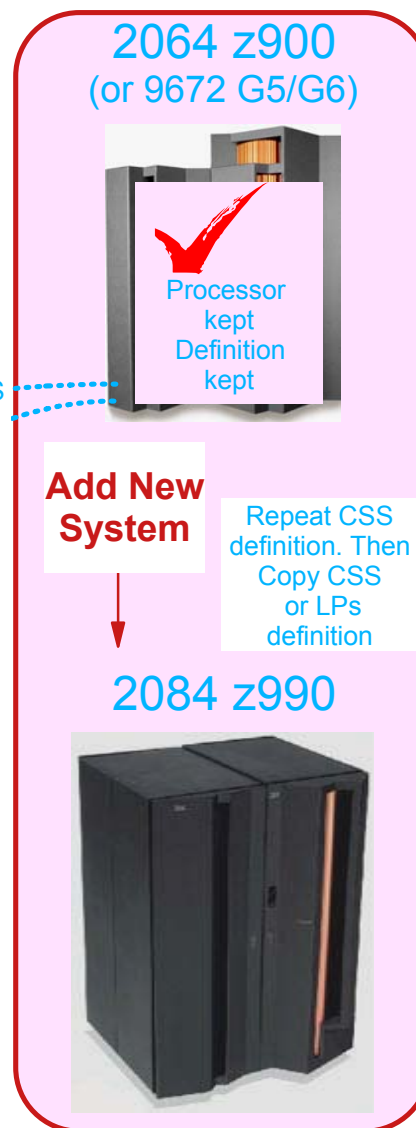 2064 z900
(or 9672 G5/G6)
Processor
kept
Definition
kept
s
Add New
System
Repeat CSS
definition. Then
Copy CSS
or LPs
definition
2084 z990